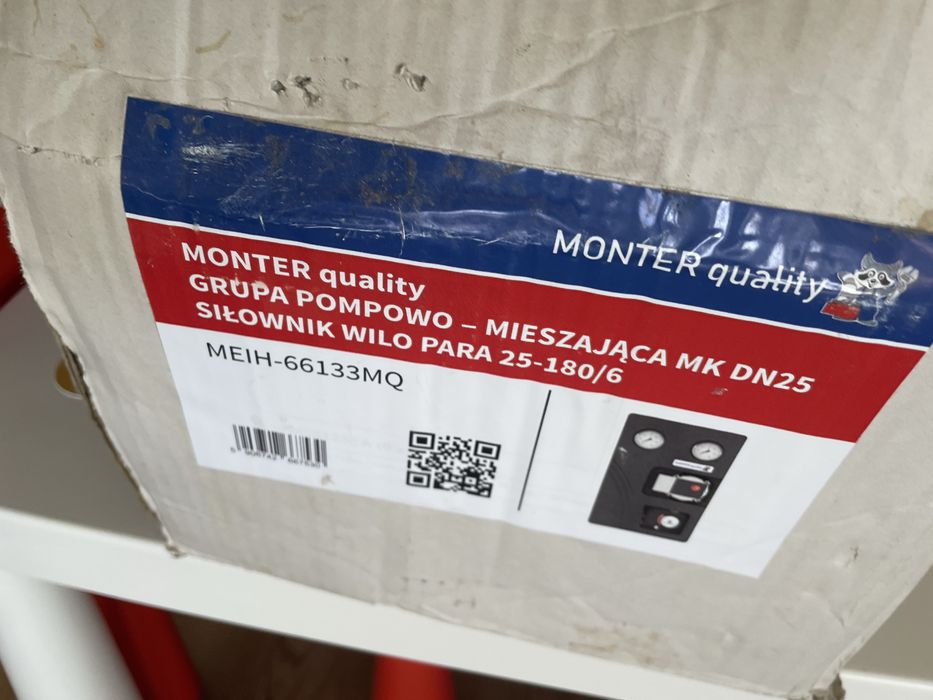 MONTER quality
MONTER quality
GRUPA POMPOWO – MIESZAJĄCA MK DN25
SIŁOWNIK WILO PARA 25-180/6
MEIH-66133MQ